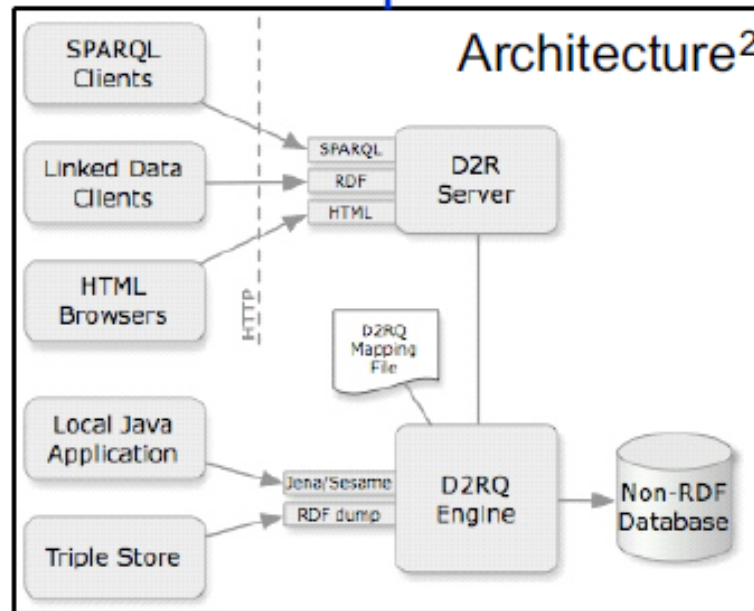 Architecture²
SPARQL
Clients
Linked Data
Clients
HTML
Browsers
HTTP
SPARQL
RDF
HTML
D2R
Server
D2RQ
Mapping
File
Local Java
Application
Triple Store
Jena/Sesame
RDF dump
D2RQ
Engine
Non-RDF
Database